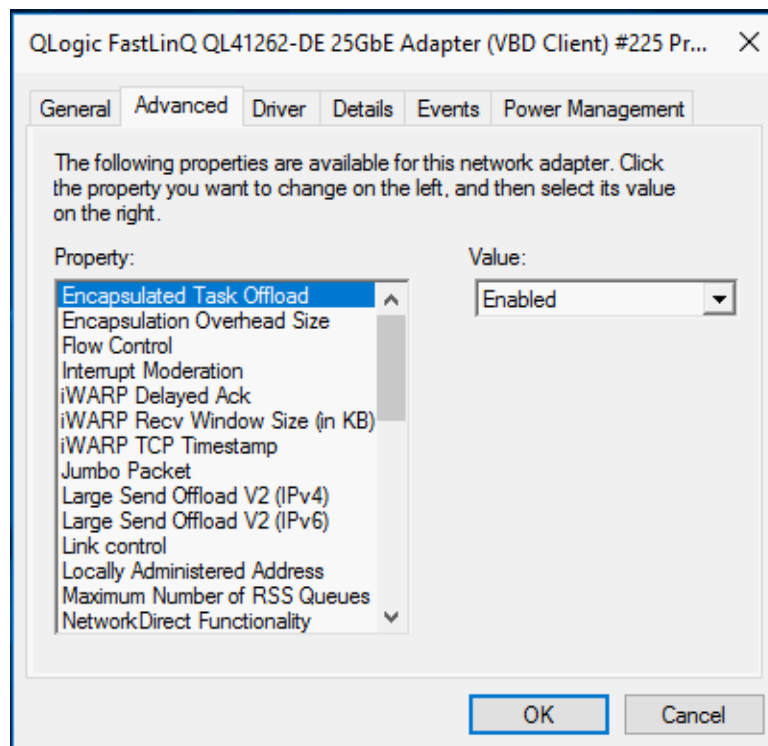 QLogic FastLinQ QL41262-DE 25GbE Adapter (VBD Client) #225 Pr...
General Advanced Driver Details Events Power Management
The following properties are available for this network adapter. Click
the property you want to change on the left, and then select its value
on the right.
Property:
Value:
Encapsulated Task Offload
Enabled
Encapsulation Overhead Size
Flow Control
Interrupt Moderation
iWARP Delayed Ack
iWARP Recv Window Size (in KB)
iWARP TCP Timestamp
Jumbo Packet
Large Send Offload V2 (IPv4)
Large Send Offload V2 (IPv6)
Link control
Locally Administered Address
Maximum Number of RSS Queues
NetworkDirect Functionality
OK
Cancel